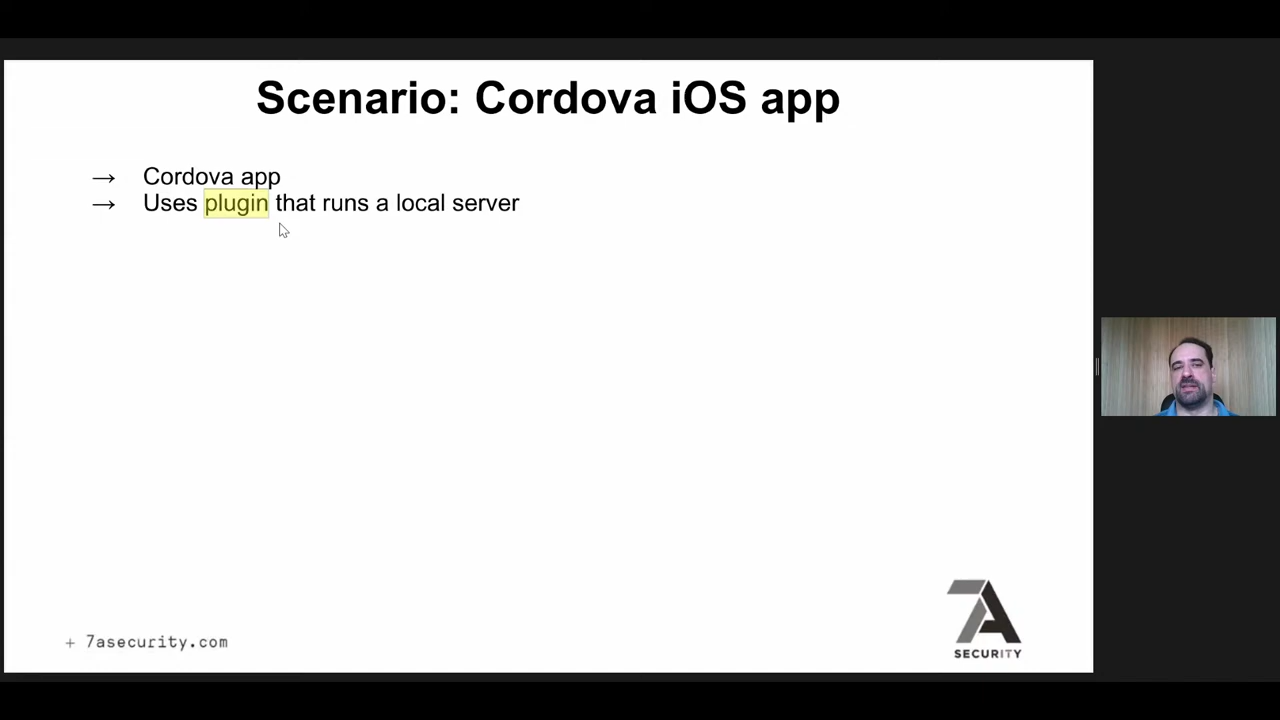 Scenario: Cordova iOS app
→ Cordova app
→ Uses plugin that runs a local server
+ 7asecurity.com
7A
SECURITY